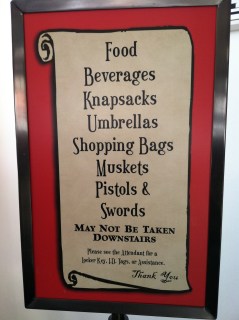 Food
Beverages
Knapsacks
Umbrellas
Shopping Bags
Muskets
Pistols &
Swords
MAY NOT BE TAKEN
DOWNSTAIRS
Please see the Attendant for a
Locker Key, I.D. Tags, or Assistance.
Thank You